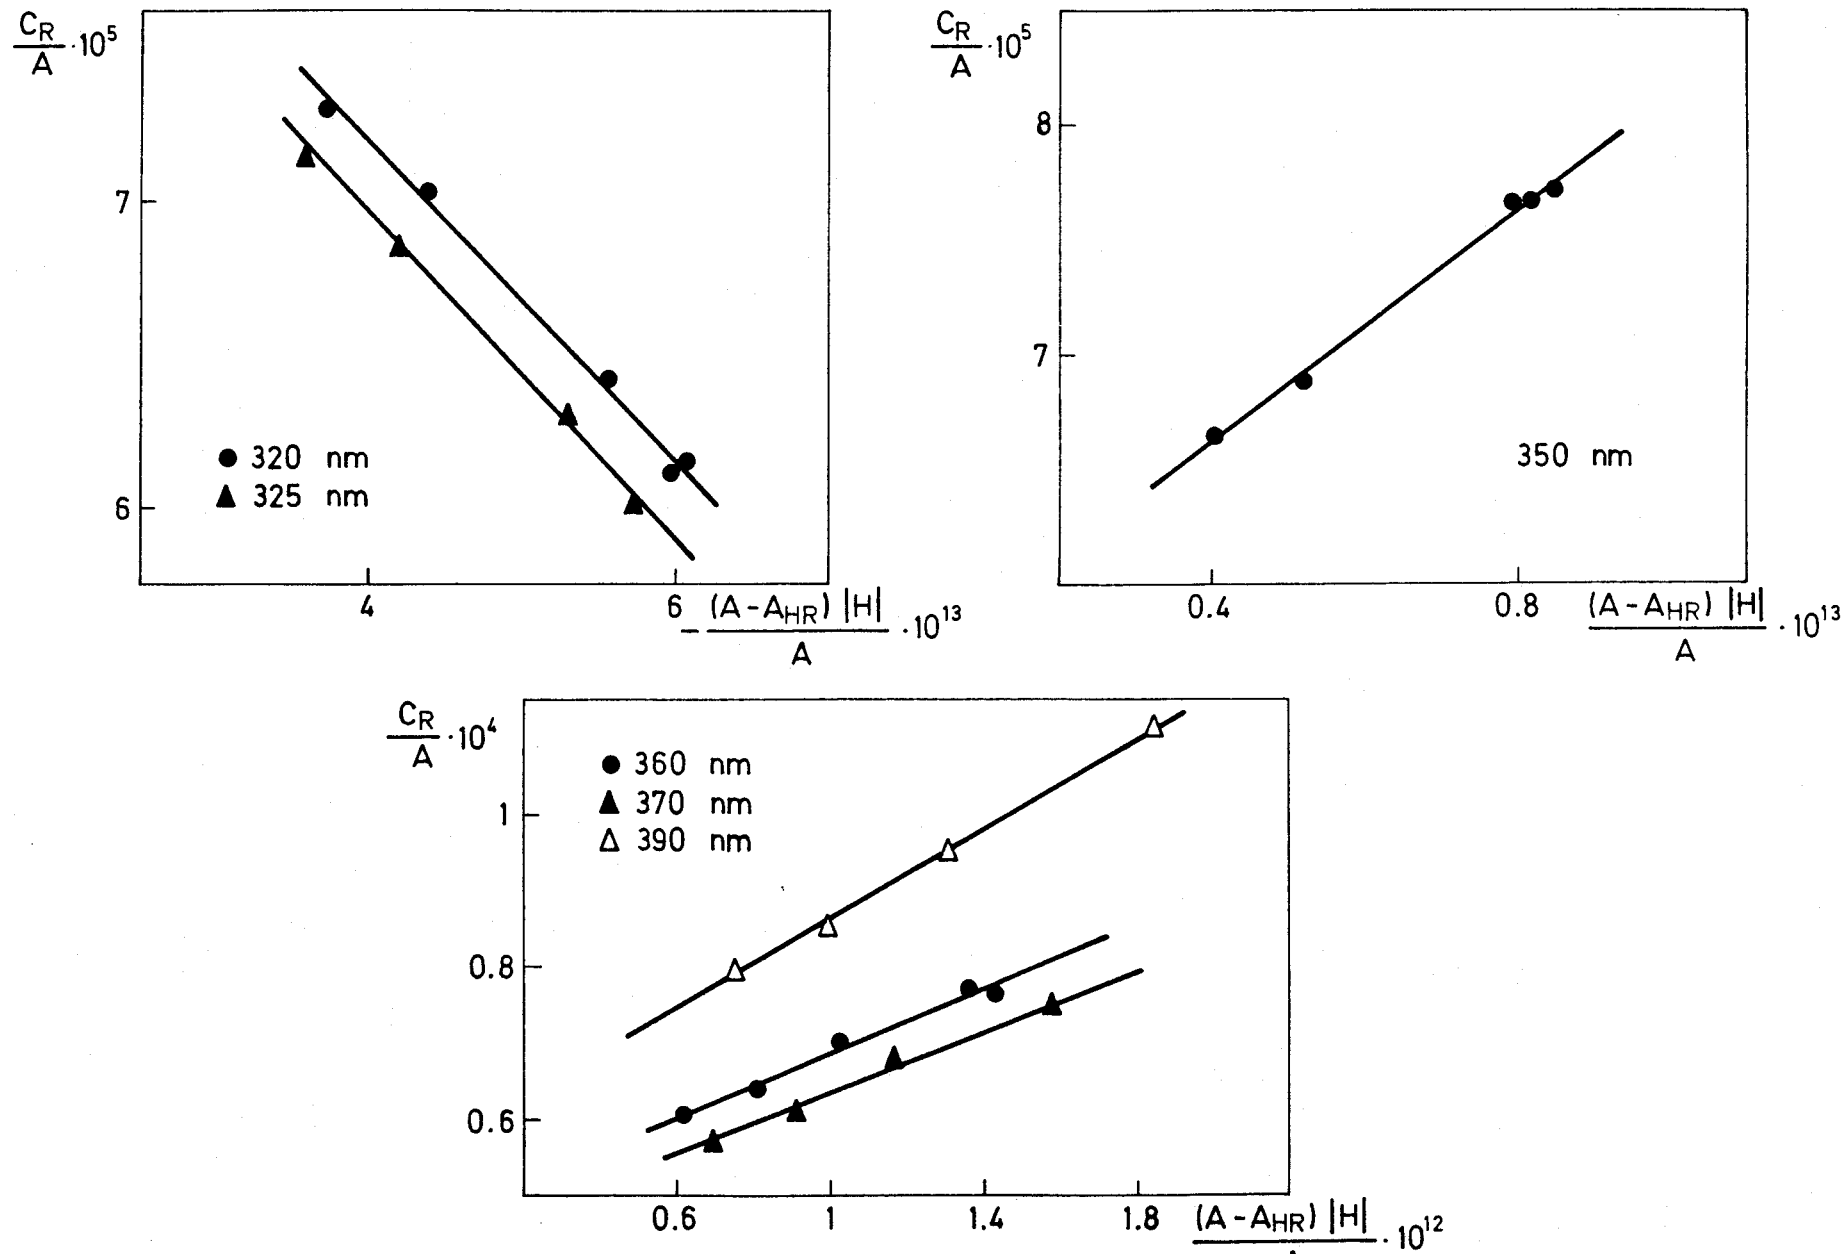 C_R/A · 10^5
7
6
● 320 nm
▲ 325 nm
4 6
- (A - A_HR) |H| / A · 10^13
C_R/A · 10^5
8
7
350 nm
0.4 0.8
(A - A_HR) |H| / A · 10^13
C_R/A · 10^4
● 360 nm
▲ 370 nm
△ 390 nm
1
0.8
0.6
0.6 1 1.4 1.8
(A - A_HR) |H| · 10^12